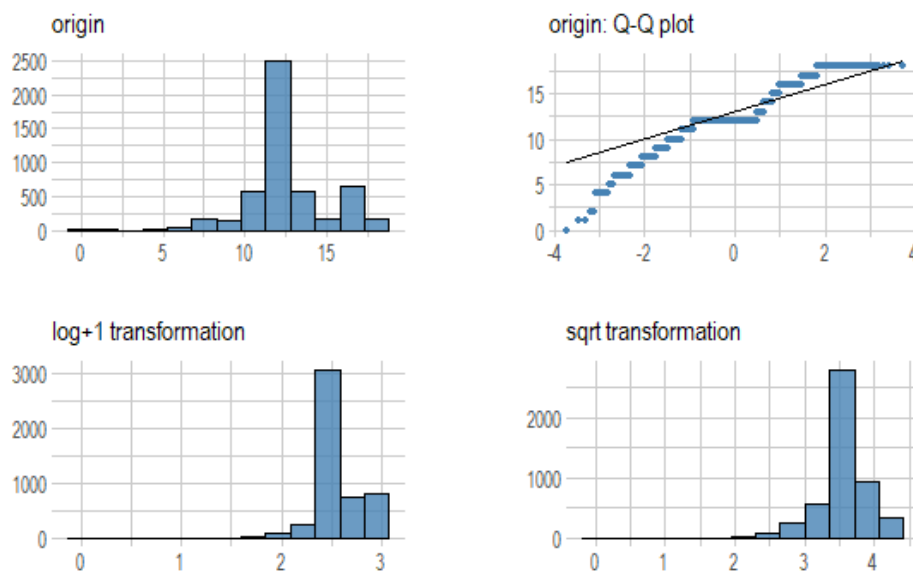 origin
2500
2000
1500
1000
500
0
0 5 10 15
origin: Q-Q plot
15
10
5
0
-4 -2 0 2 4
log+1 transformation
3000
2000
1000
0
0 1 2 3
sqrt transformation
2000
1000
0
0 1 2 3 4